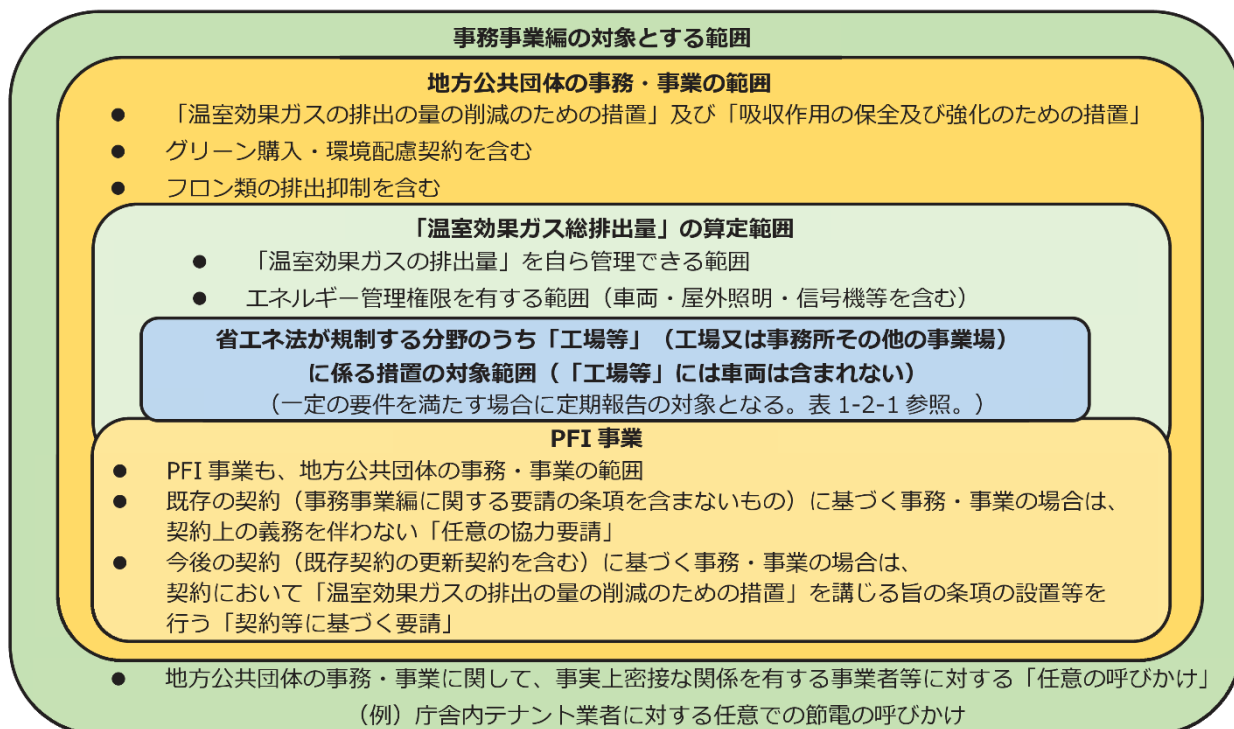 事務事業編の対象とする範囲
地方公共団体の事務・事業の範囲
● 「温室効果ガスの排出の量の削減のための措置」及び「吸収作用の保全及び強化のための措置」
● グリーン購入・環境配慮契約を含む
● フロン類の排出抑制を含む
「温室効果ガス総排出量」の算定範囲
● 「温室効果ガスの排出量」を自ら管理できる範囲
● エネルギー管理権限を有する範囲（車両・屋外照明・信号機等を含む）
省エネ法が規制する分野のうち「工場等」（工場又は事務所その他の事業場）
に係る措置の対象範囲（「工場等」には車両は含まれない）
（一定の要件を満たす場合に定期報告の対象となる。表 1-2-1 参照。）
PFI 事業
● PFI 事業も、地方公共団体の事務・事業の範囲
● 既存の契約（事務事業編に関する要請の条項を含まないもの）に基づく事務・事業の場合は、
契約上の義務を伴わない「任意の協力要請」
● 今後の契約（既存契約の更新契約を含む）に基づく事務・事業の場合は、
契約において「温室効果ガスの排出の量の削減のための措置」を講じる旨の条項の設置等を
行う「契約等に基づく要請」
● 地方公共団体の事務・事業に関して、事実上密接な関係を有する事業者等に対する「任意の呼びかけ」
（例）庁舎内テナント業者に対する任意での節電の呼びかけ